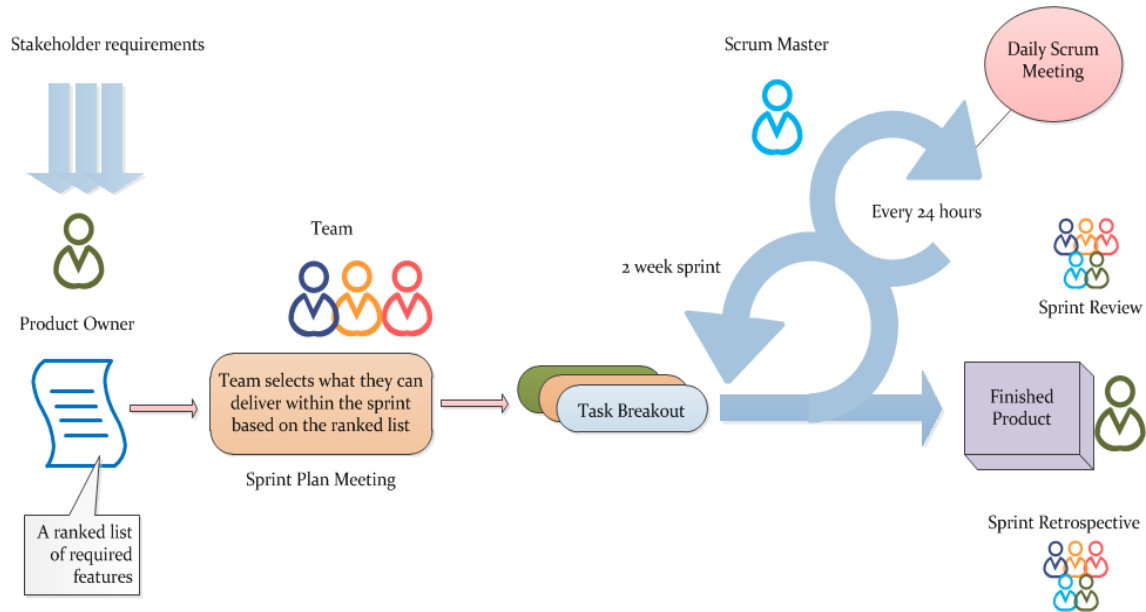 Stakeholder requirements
Product Owner
A ranked list
of required
features
Team
Team selects what they can
deliver within the sprint
based on the ranked list
Sprint Plan Meeting
Task Breakout
Scrum Master
2 week sprint
Every 24 hours
Daily Scrum
Meeting
Sprint Review
Finished
Product
Sprint Retrospective